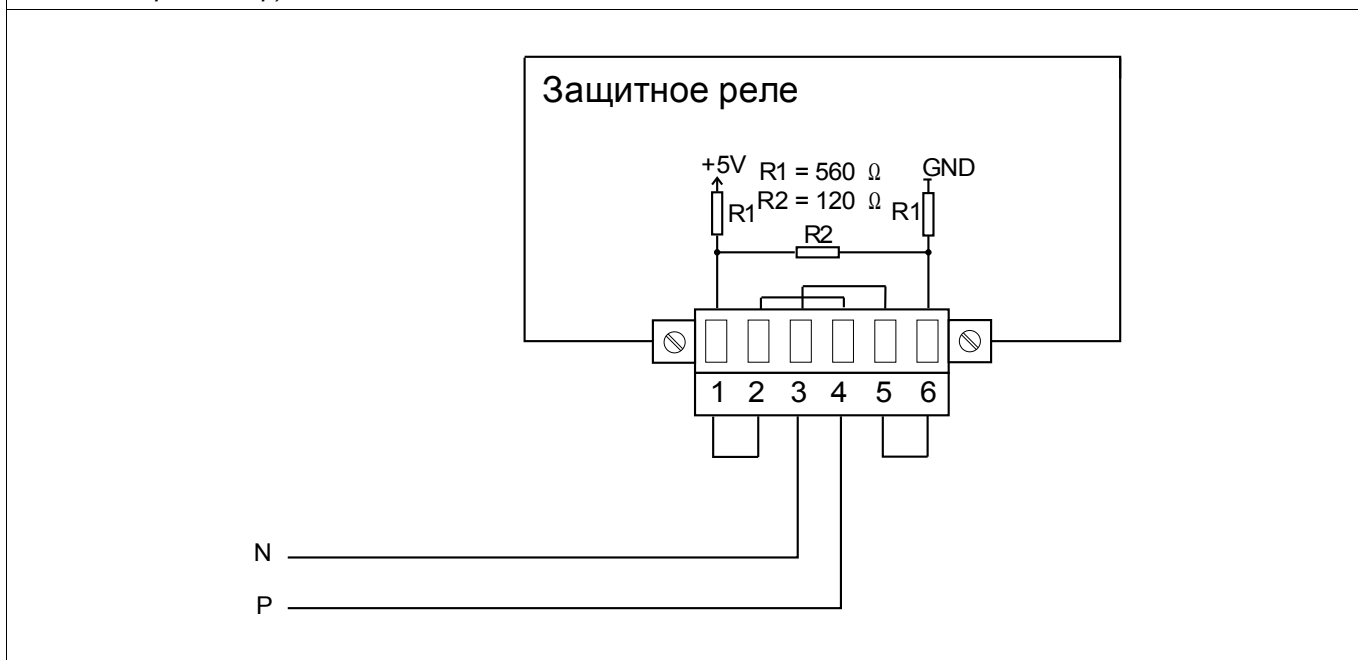 Защитное реле
+5V R1 = 560 Ω GND
R1 R2 = 120 Ω R1
R2
1 2 3 4 5 6
N
P